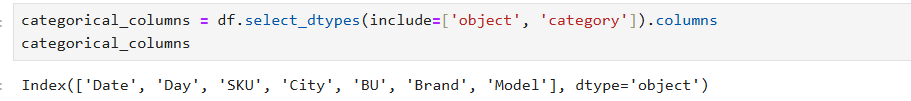 categorical_columns = df.select_dtypes(include=['object', 'category']).columns
categorical_columns
Index(['Date', 'Day', 'SKU', 'City', 'BU', 'Brand', 'Model'], dtype='object')